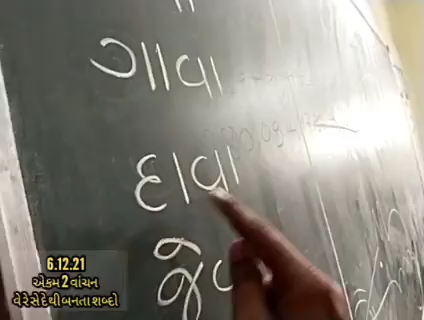 ગાવા
દાવા
6.12.21
એકમ 2 વાંચન
વે રે સે દે થી બનતા શબ્દો